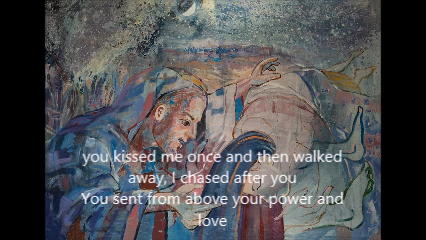 you kissed me once and then walked
away, I chased after you
You sent from above your power and
love